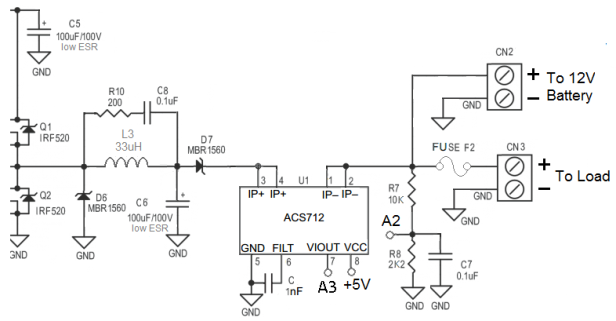 C5
100uF/100V
low ESR
GND
CN2
+ To 12V
− Battery
GND
R10
200
C8
0.1uF
Q1
IRF520
L3
33uH
D7
MBR1560
FUSE F2
CN3
+
− To Load
GND
GND
3 4
U1
1 2
IP+ IP+
IP− IP−
R7
10K
Q2
IRF520
D6
MBR1560
C6
100uF/100V
low ESR
ACS712
A2
GND
GND FILT VIOUT VCC
5 6 7 8
R8
2K2
C7
0.1uF
GND
GND
GND
C
1nF
A3 +5V
GND
GND GND